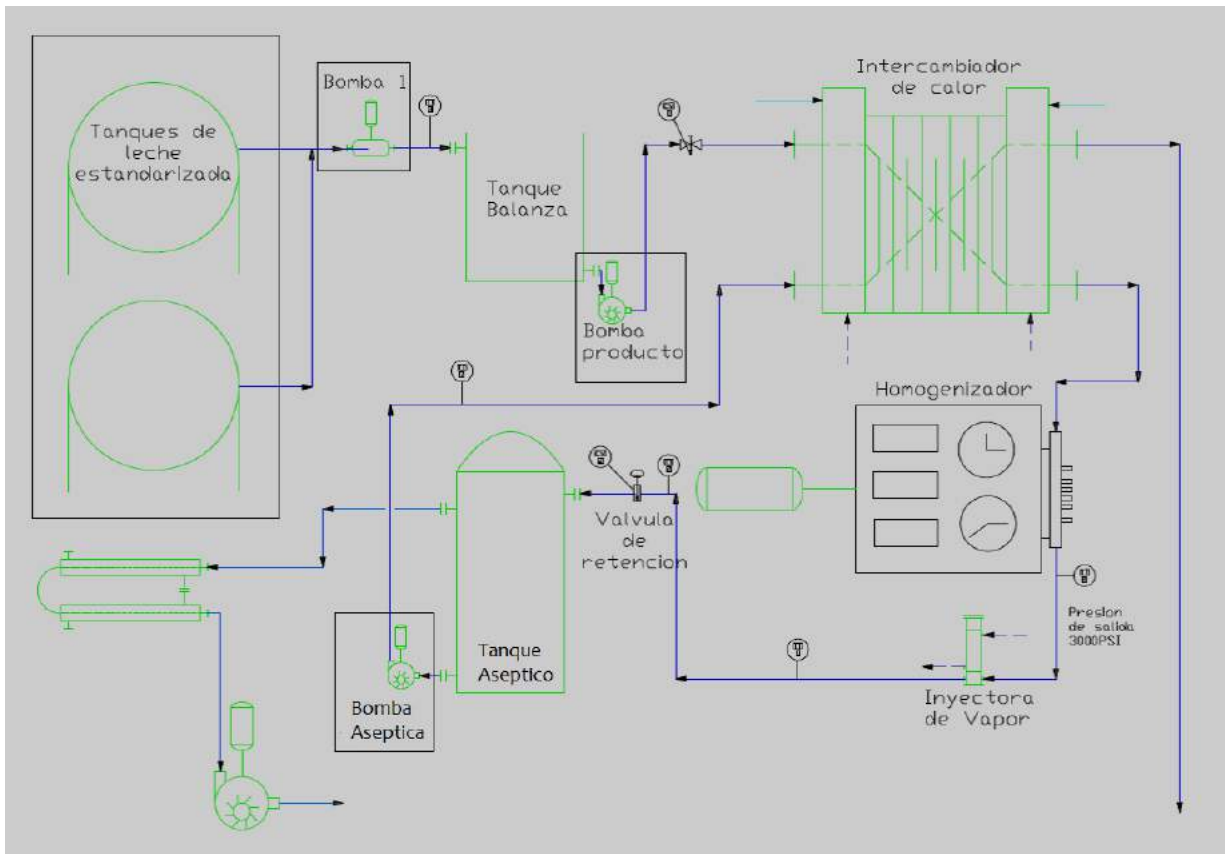 Tanques de
leche
estandarizada
Bomba 1
Tanque
Balanza
Bomba
producto
Intercambiador
de calor
Homogenizador
Valvula
de
retencion
Presion
de salida
3000PSI
Inyectora
de Vapor
Tanque
Aseptico
Bomba
Aseptica